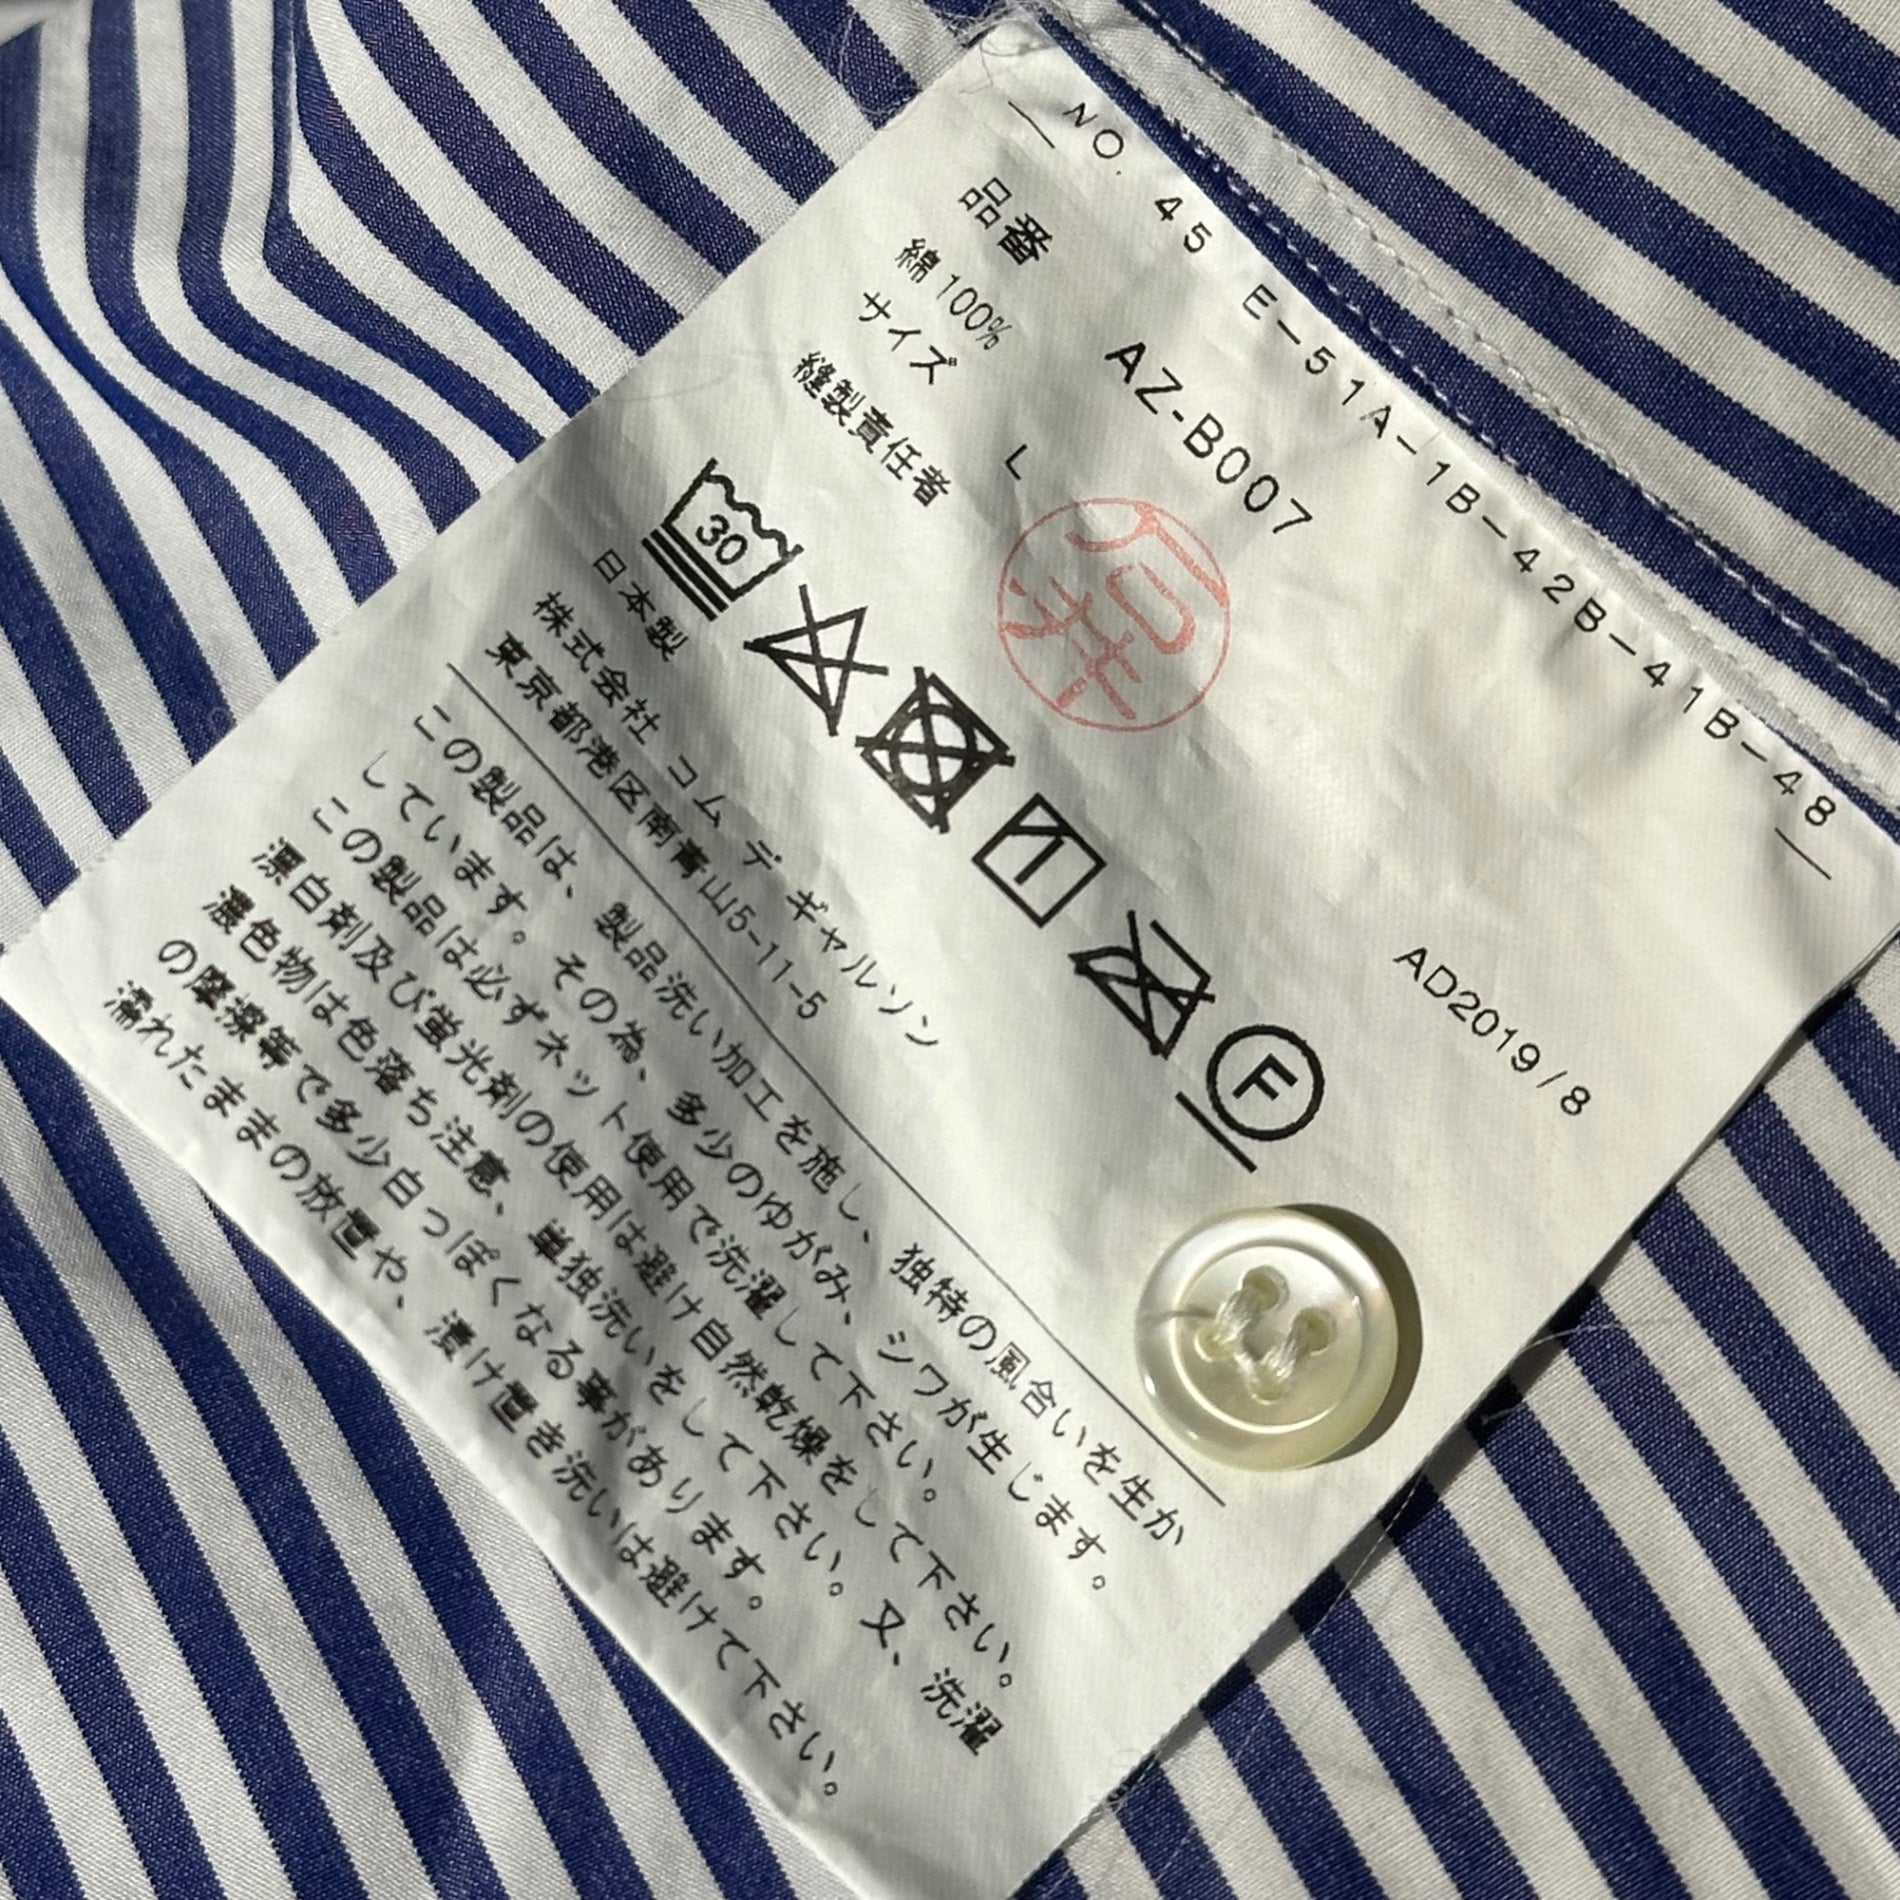 NO. 45 E-51A-1B-42B-41B-48
品番 AZ-B007
綿 100%
サイズ L
縫製責任者
30
F
AD2019/8
日本製
株式会社 コム デ ギャルソン
東京都港区南青山5-11-5
この製品は、製品洗い加工を施し、独特の風合いを生か
しています。その為、多少のゆがみ、シワが生じます。
この製品は必ずネット使用で洗濯して下さい。
漂白剤及び蛍光剤の使用は避け自然乾燥をして下さい。
濃色物は色落ち注意、単独洗いをして下さい。又、洗濯
の摩擦等で多少白っぽくなる事があります。
濡れたままの放置や、漬け置き洗いは避けて下さい。